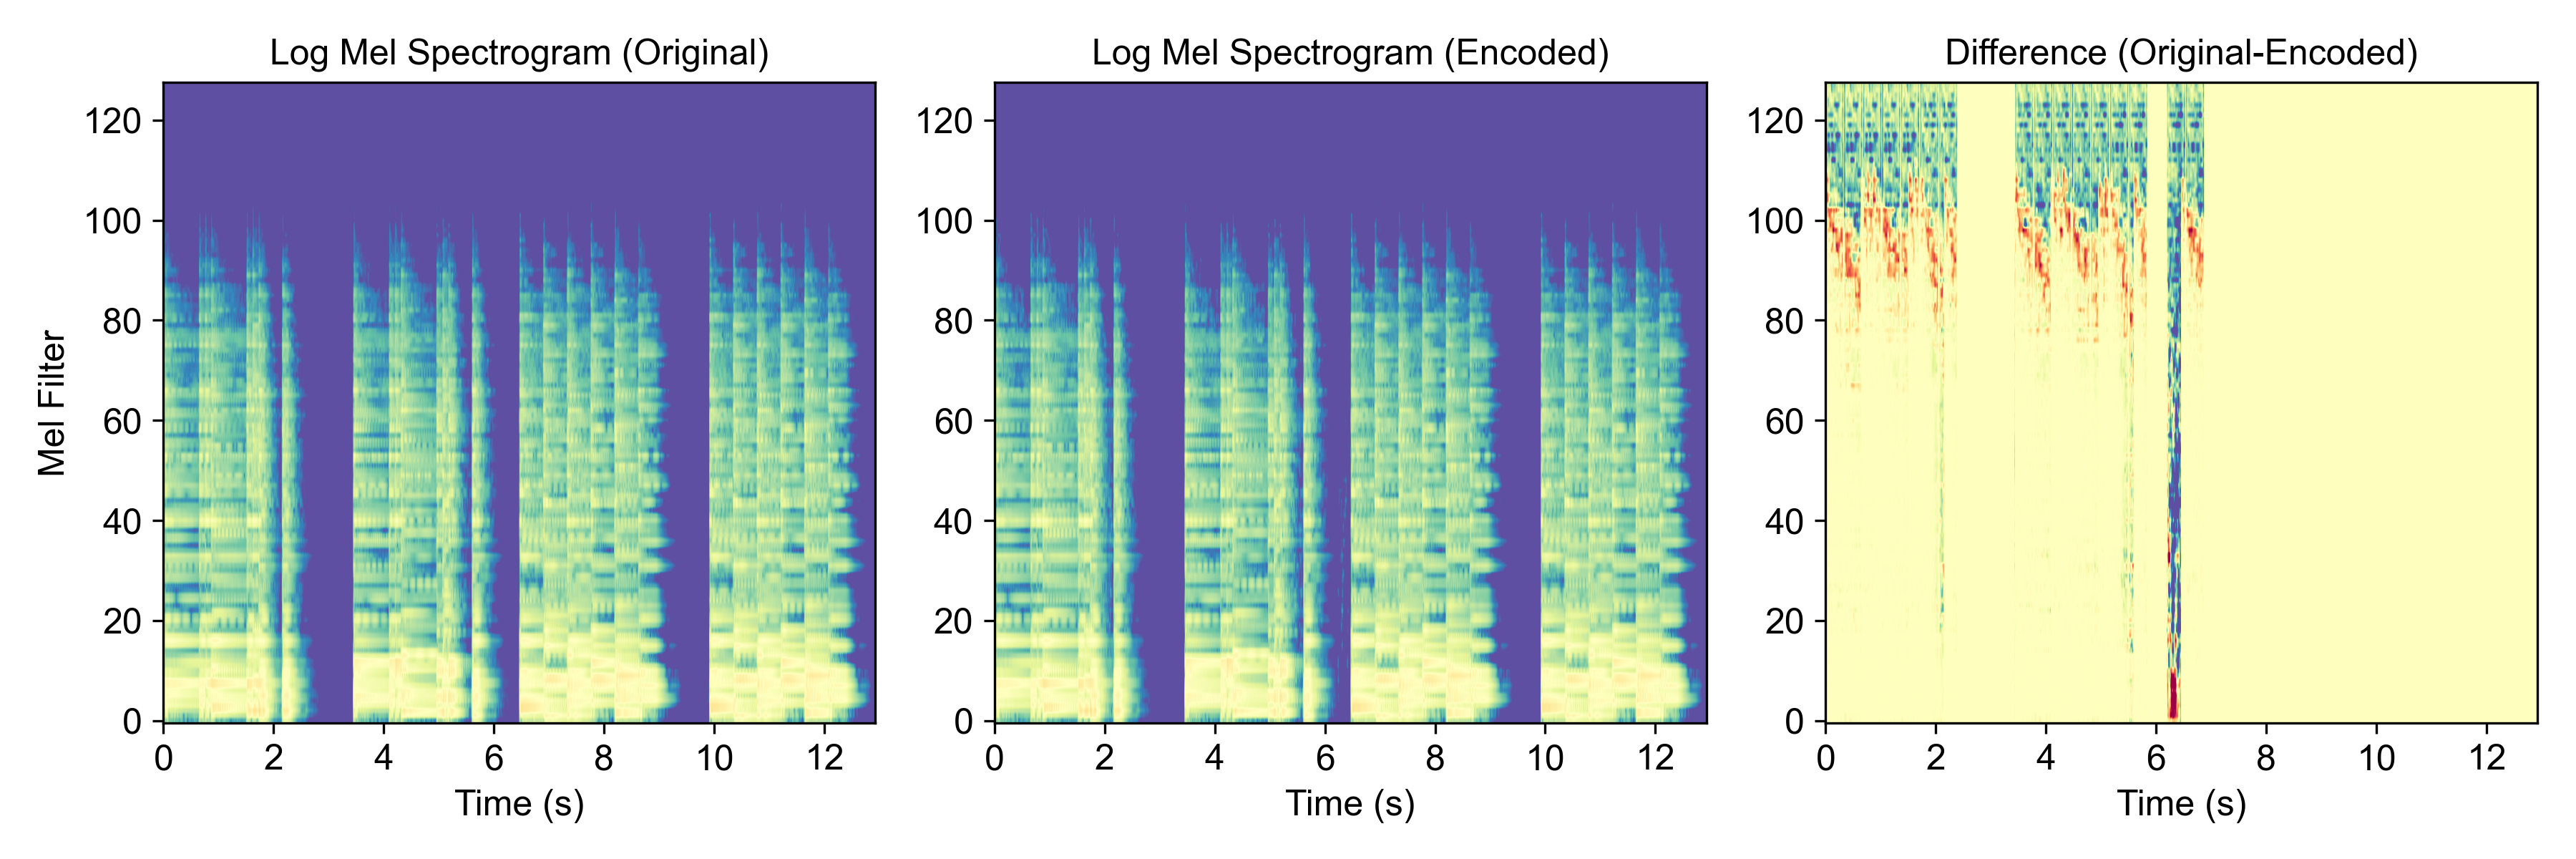 Log Mel Spectrogram (Original)
Log Mel Spectrogram (Encoded)
Difference (Original-Encoded)
Mel Filter
120
100
80
60
40
20
0
0 2 4 6 8 10 12
Time (s)
120
100
80
60
40
20
0
0 2 4 6 8 10 12
Time (s)
120
100
80
60
40
20
0
0 2 4 6 8 10 12
Time (s)